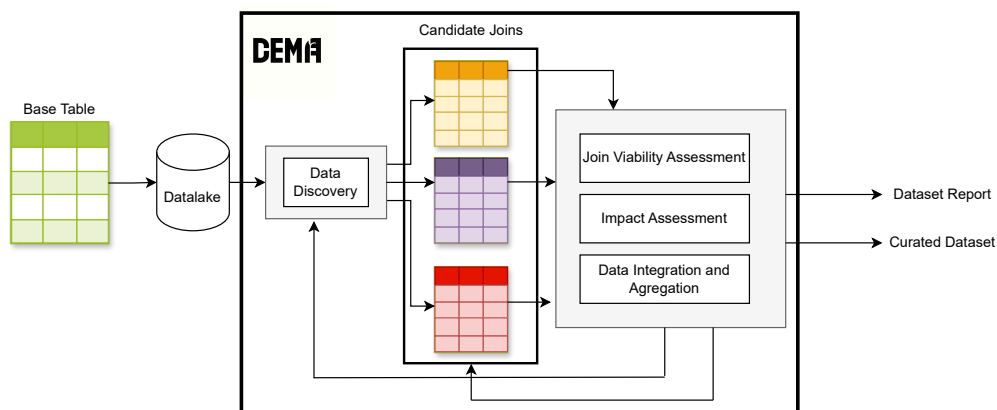 Candidate Joins
DEMA
Base Table
Datalake
Data
Discovery
Join Viability Assessment
Impact Assessment
Data Integration and
Agregation
Dataset Report
Curated Dataset